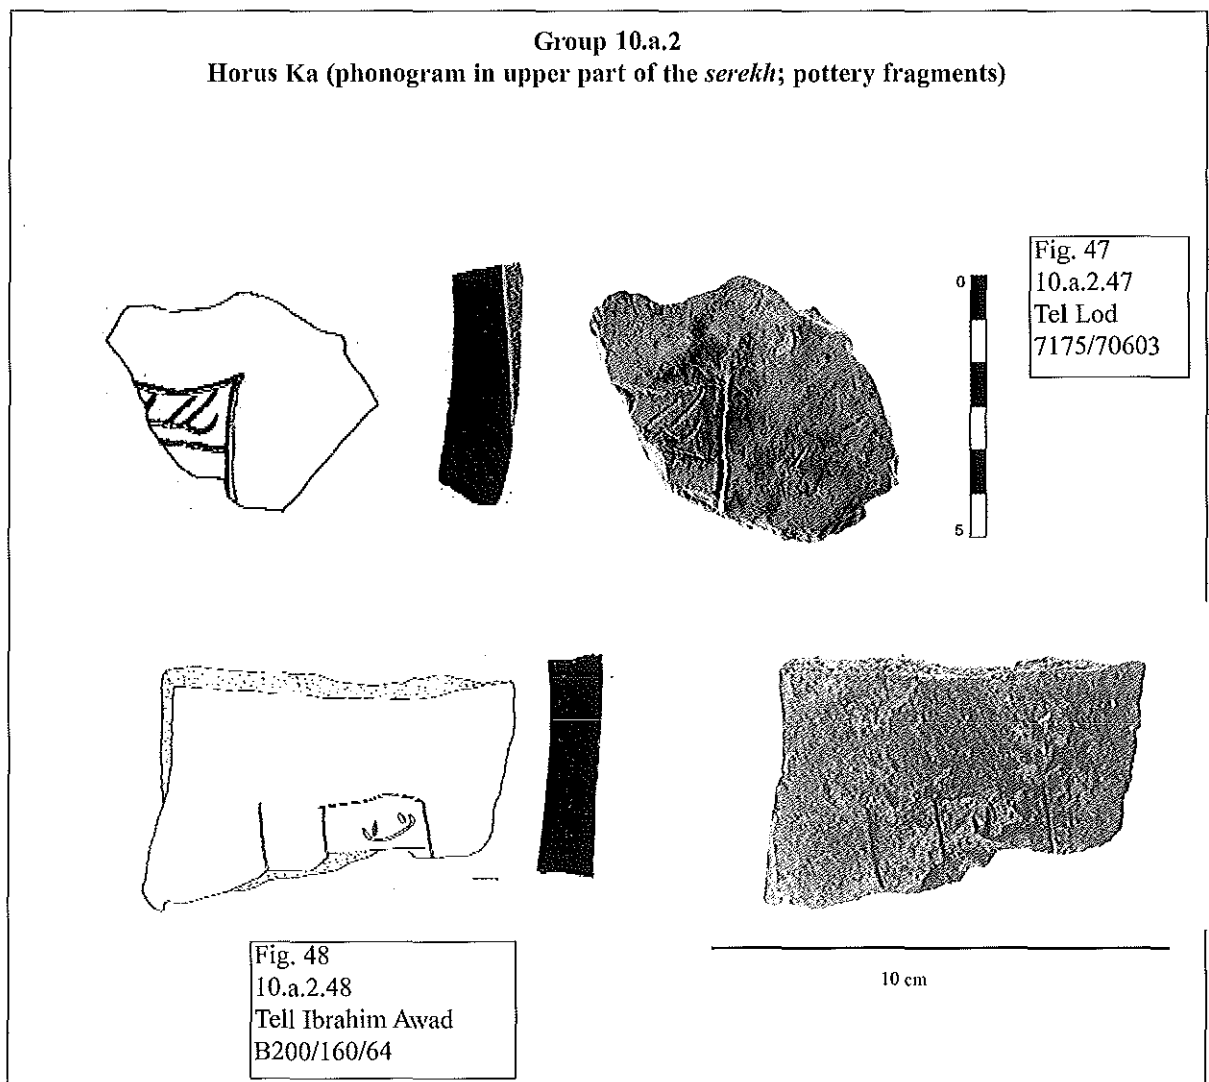 Group 10.a.2
Horus Ka (phonogram in upper part of the serekh; pottery fragments)
Fig. 47
10.a.2.47
Tel Lod
7175/70603
0
5
Fig. 48
10.a.2.48
Tell Ibrahim Awad
B200/160/64
10 cm